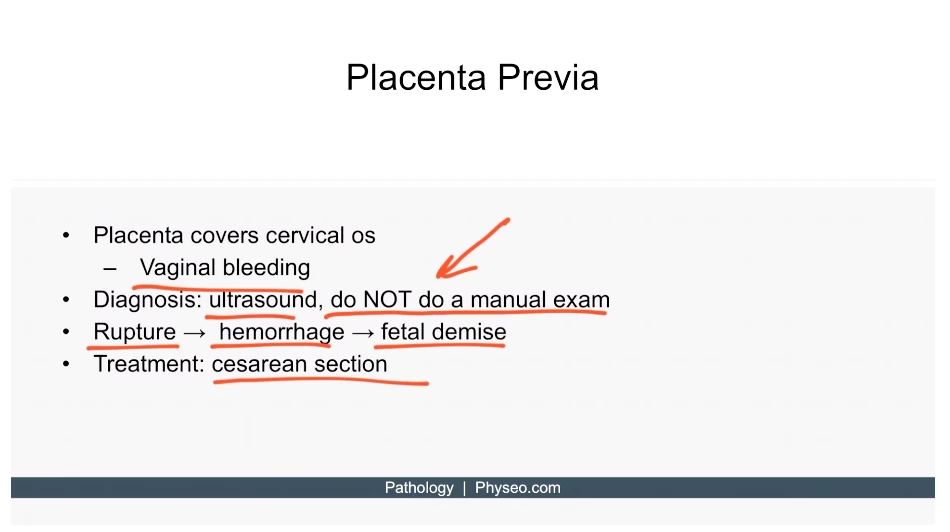 Placenta Previa
• Placenta covers cervical os
– Vaginal bleeding
• Diagnosis: ultrasound, do NOT do a manual exam
• Rupture → hemorrhage → fetal demise
• Treatment: cesarean section
Pathology | Physeo.com